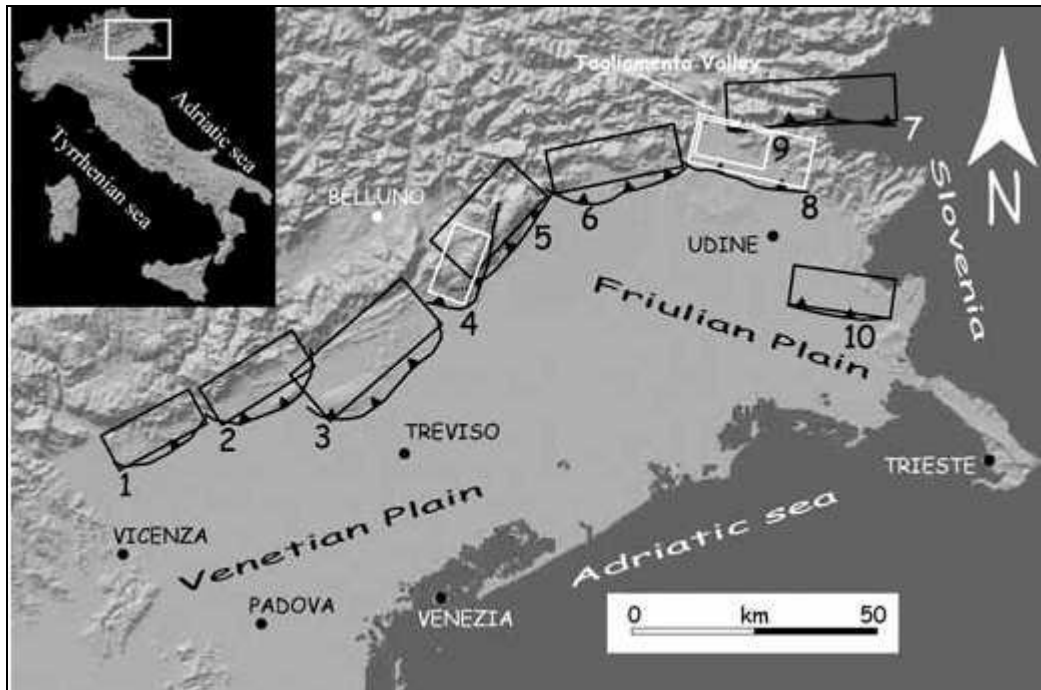 Adriatic sea
Tyrrhenian sea
Tagliamento Valley
N
Slovenia
7
9
8
BELLUNO
6
5
UDINE
4
Friulian Plain
10
3
2
1
TREVISO
TRIESTE
VICENZA
Venetian Plain
Adriatic sea
PADOVA
VENEZIA
0 km 50